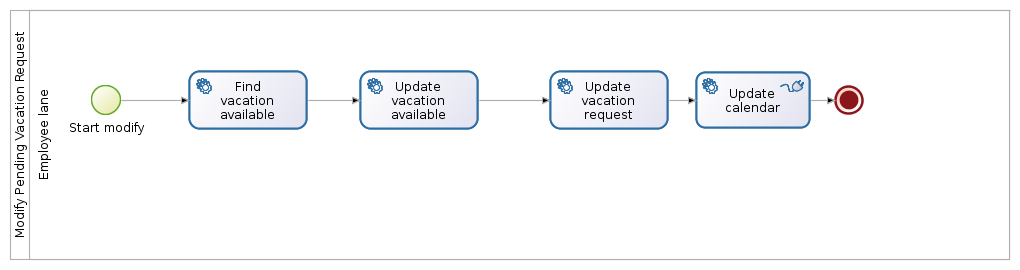 Modify Pending Vacation Request
Employee lane
Start modify
Find
vacation
available
Update
vacation
available
Update
vacation
request
Update
calendar